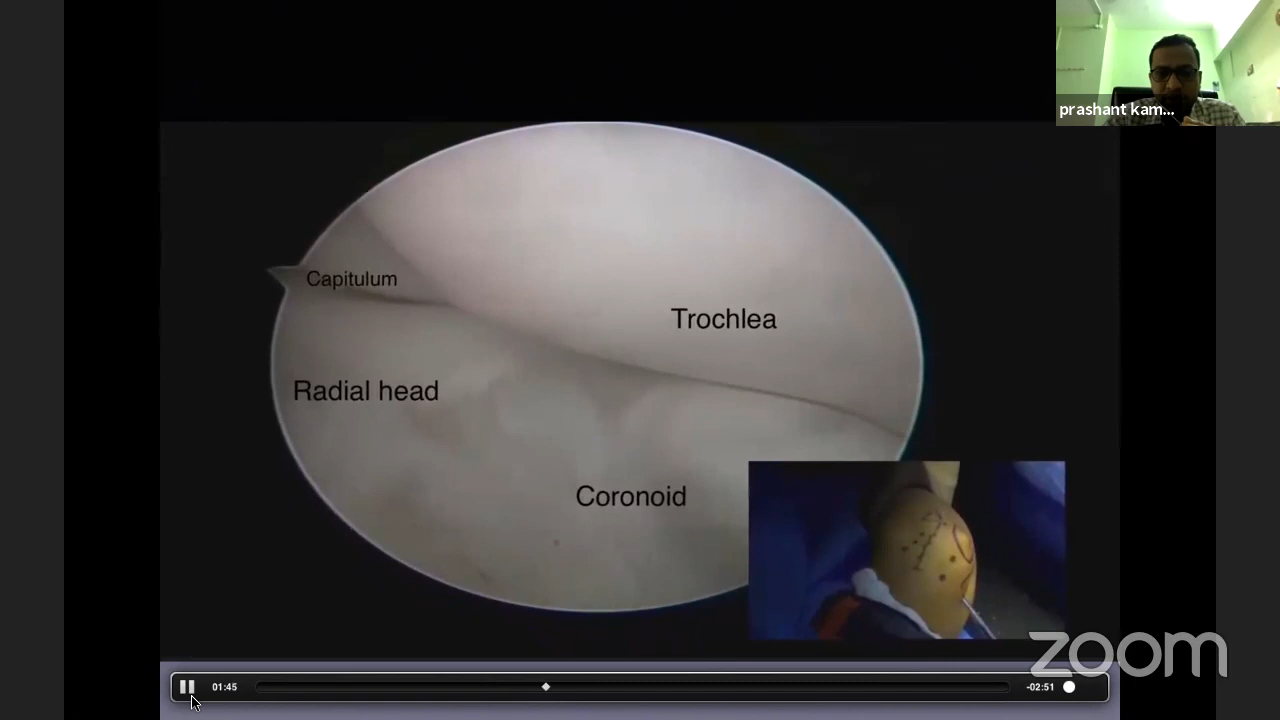 prashant kam...
Capitulum
Trochlea
Radial head
Coronoid
01:45
-02:51
zoom